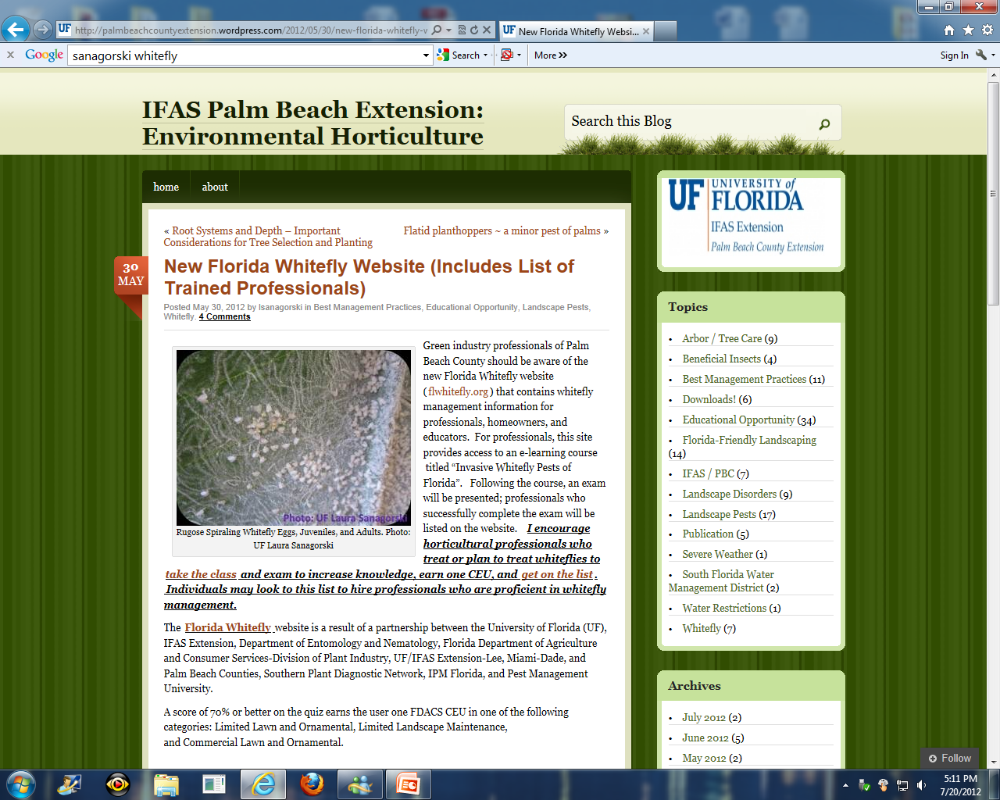 http://palmbeachcountyextension.wordpress.com/2012/05/30/new-florida-whitefly-v
UF New Florida Whitefly Websi...
x Google sanagorski whitefly Search More >> Sign In
IFAS Palm Beach Extension:
Environmental Horticulture
Search this Blog
home about
« Root Systems and Depth – Important
Considerations for Tree Selection and Planting
Flatid planthoppers ~ a minor pest of palms »
30
MAY
New Florida Whitefly Website (Includes List of
Trained Professionals)
Posted May 30, 2012 by lsanagorski in Best Management Practices, Educational Opportunity, Landscape Pests,
Whitefly. 4 Comments
Photo: UF Laura Sanagorski
Rugose Spiraling Whitefly Eggs, Juveniles, and Adults. Photo:
UF Laura Sanagorski
Green industry professionals of Palm
Beach County should be aware of the
new Florida Whitefly website
(flwhitefly.org) that contains whitefly
management information for
professionals, homeowners, and
educators. For professionals, this site
provides access to an e-learning course
titled “Invasive Whitefly Pests of
Florida”. Following the course, an exam
will be presented; professionals who
successfully complete the exam will be
listed on the website. I encourage
horticultural professionals who
treat or plan to treat whiteflies to
take the class and exam to increase knowledge, earn one CEU, and get on the list.
Individuals may look to this list to hire professionals who are proficient in whitefly
management.
The Florida Whitefly website is a result of a partnership between the University of Florida (UF),
IFAS Extension, Department of Entomology and Nematology, Florida Department of Agriculture
and Consumer Services-Division of Plant Industry, UF/IFAS Extension-Lee, Miami-Dade, and
Palm Beach Counties, Southern Plant Diagnostic Network, IPM Florida, and Pest Management
University.
A score of 70% or better on the quiz earns the user one FDACS CEU in one of the following
categories: Limited Lawn and Ornamental, Limited Landscape Maintenance,
and Commercial Lawn and Ornamental.
UF UNIVERSITY of
FLORIDA
IFAS Extension
Palm Beach County Extension
Topics
• Arbor / Tree Care (9)
• Beneficial Insects (4)
• Best Management Practices (11)
• Downloads! (6)
• Educational Opportunity (34)
• Florida-Friendly Landscaping
(14)
• IFAS / PBC (7)
• Landscape Disorders (9)
• Landscape Pests (17)
• Publication (5)
• Severe Weather (1)
• South Florida Water
Management District (2)
• Water Restrictions (1)
• Whitefly (7)
Archives
• July 2012 (2)
• June 2012 (5)
• May 2012 (2)
Follow
5:11 PM
7/20/2012